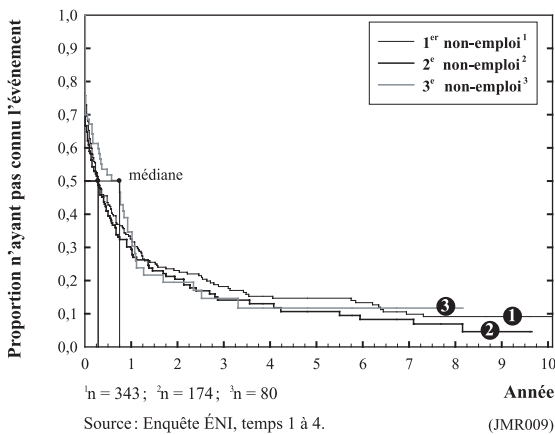 Proportion n'ayant pas connu l'événement
1,0
0,9
0,8
0,7
0,6
0,5
0,4
0,3
0,2
0,1
0,0
1er non-emploi1
2e non-emploi2
3e non-emploi3
médiane
3
1
2
0 1 2 3 4 5 6 7 8 9 10
1n = 343 ; 2n = 174 ; 3n = 80
Année
Source : Enquête ÉNI, temps 1 à 4.
(JMR009)